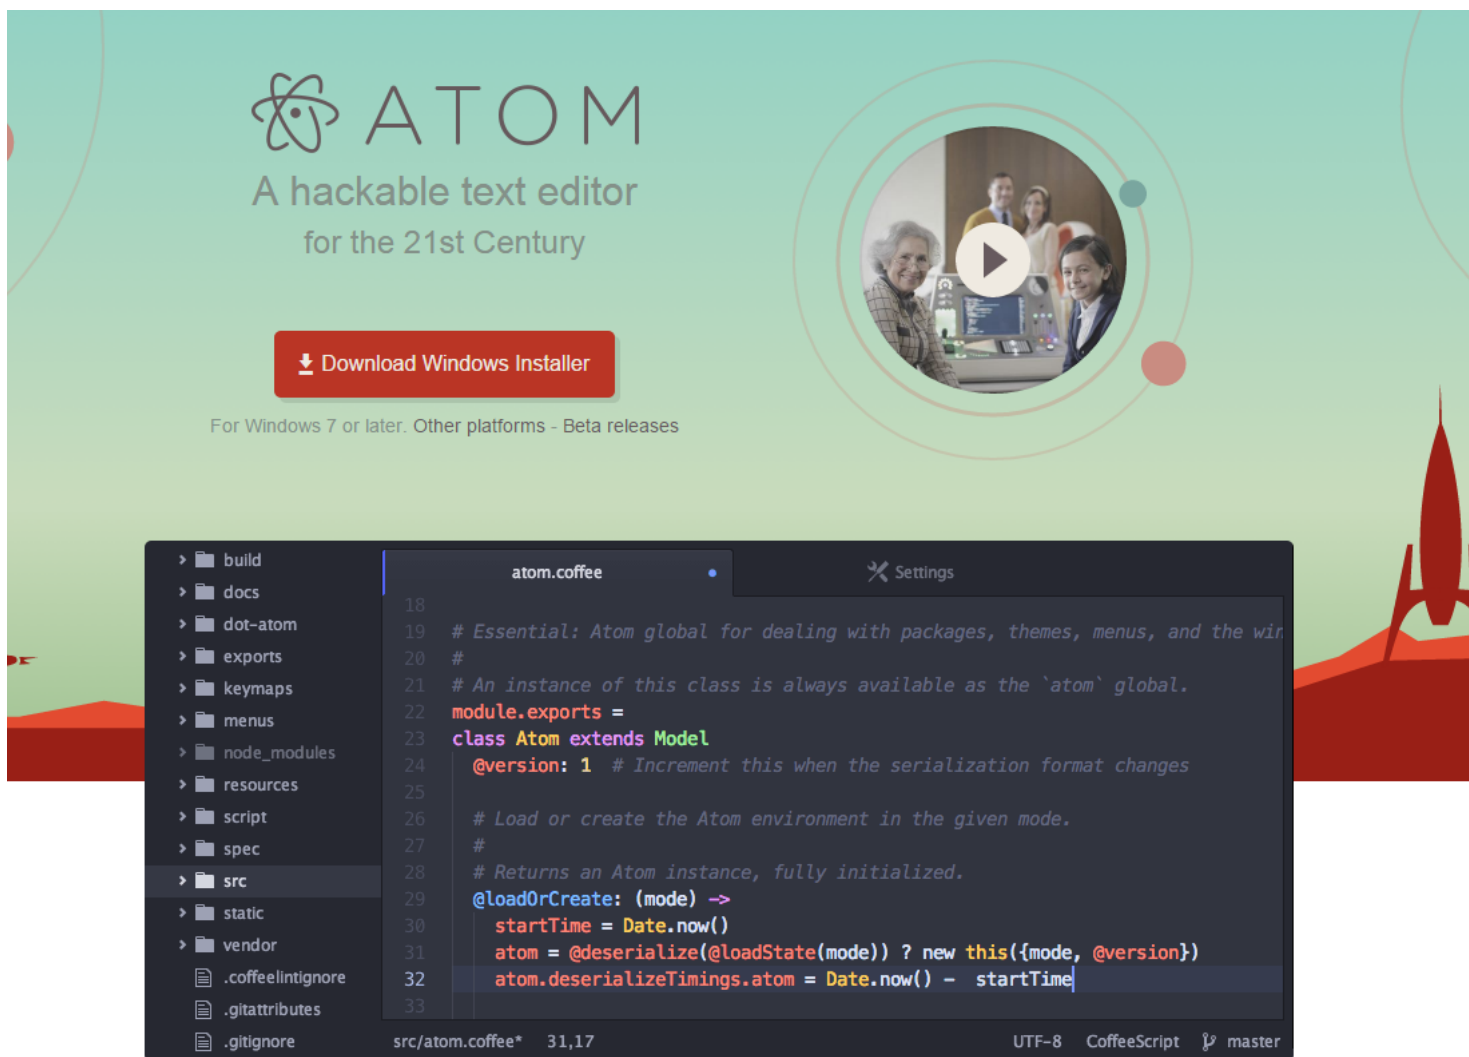 ATOM
A hackable text editor
for the 21st Century
Download Windows Installer
For Windows 7 or later. Other platforms - Beta releases
build
docs
dot-atom
exports
keymaps
menus
node_modules
resources
script
spec
src
static
vendor
.coffeelintignore
.gitattributes
.gitignore
atom.coffee
Settings
18
19 # Essential: Atom global for dealing with packages, themes, menus, and the win
20 #
21 # An instance of this class is always available as the `atom` global.
22 module.exports =
23 class Atom extends Model
24 @version: 1 # Increment this when the serialization format changes
25
26 # Load or create the Atom environment in the given mode.
27 #
28 # Returns an Atom instance, fully initialized.
29 @loadOrCreate: (mode) ->
30 startTime = Date.now()
31 atom = @deserialize(@loadState(mode)) ? new this({mode, @version})
32 atom.deserializeTimings.atom = Date.now() - startTime
33
src/atom.coffee* 31,17 UTF-8 CoffeeScript master